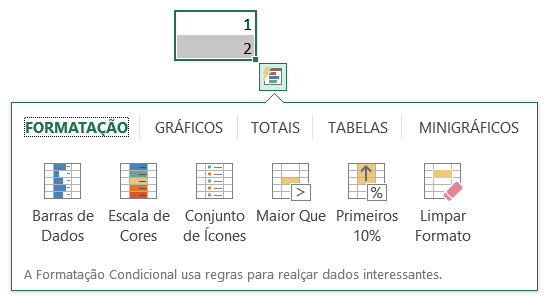 1
2
FORMATAÇÃO GRÁFICOS TOTAIS TABELAS MINIGRÁFICOS
Barras de Dados
Escala de Cores
Conjunto de Ícones
Maior Que
%
Primeiros 10%
Limpar Formato
A Formatação Condicional usa regras para realçar dados interessantes.